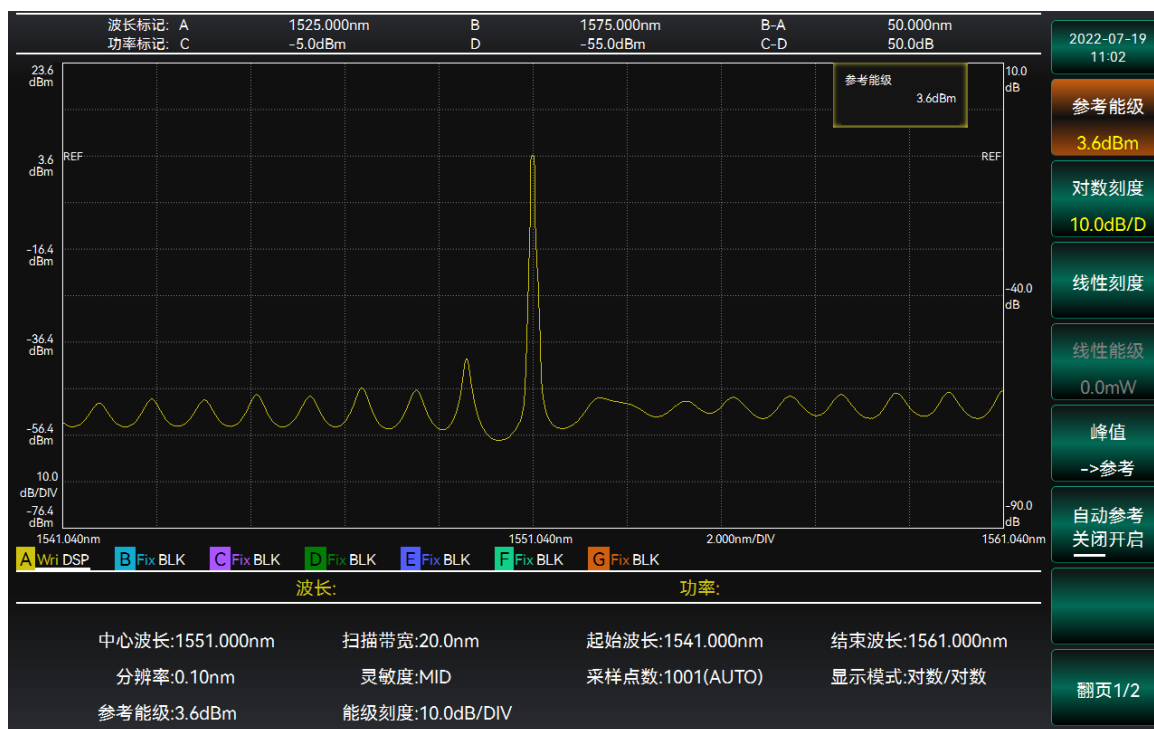 波长标记: A 1525.000nm B 1575.000nm B-A 50.000nm
功率标记: C -5.0dBm D -55.0dBm C-D 50.0dB
2022-07-19
11:02
23.6
dBm
10.0
dB
参考能级
3.6dBm
参考能级
3.6dBm
3.6
dBm
REF
REF
对数刻度
10.0dB/D
-16.4
dBm
线性刻度
-40.0
dB
-36.4
dBm
线性能级
0.0mW
-56.4
dBm
峰值
->参考
10.0
dB/DIV
-76.4
dBm
-90.0
dB
自动参考
关闭开启
1541.040nm 1551.040nm 2.000nm/DIV 1561.040nm
A Wri DSP B Fix BLK C Fix BLK D Fix BLK E Fix BLK F Fix BLK G Fix BLK
波长: 功率:
中心波长:1551.000nm 扫描带宽:20.0nm 起始波长:1541.000nm 结束波长:1561.000nm
分辨率:0.10nm 灵敏度:MID 采样点数:1001(AUTO) 显示模式:对数/对数
参考能级:3.6dBm 能级刻度:10.0dB/DIV
翻页1/2